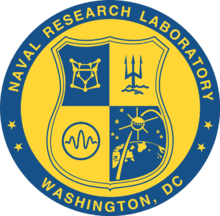 NAVAL RESEARCH LABORATORY
WASHINGTON, DC